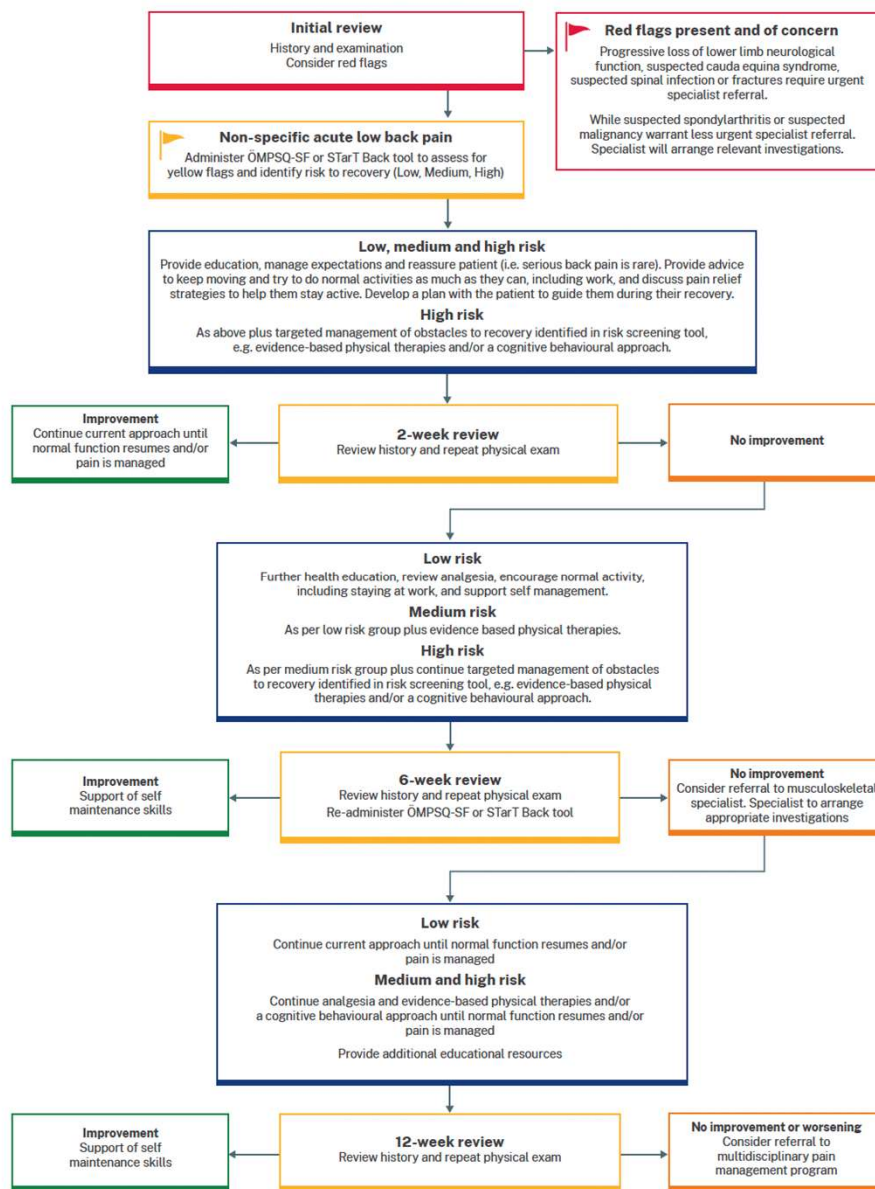 Initial review
History and examination
Consider red flags
Red flags present and of concern
Progressive loss of lower limb neurological
function, suspected cauda equina syndrome,
suspected spinal infection or fractures require urgent
specialist referral.
While suspected spondylarthritis or suspected
malignancy warrant less urgent specialist referral.
Specialist will arrange relevant investigations.
Non-specific acute low back pain
Administer ÖMPSQ-SF or STarT Back tool to assess for
yellow flags and identify risk to recovery (Low, Medium, High)
Low, medium and high risk
Provide education, manage expectations and reassure patient (i.e. serious back pain is rare). Provide advice
to keep moving and try to do normal activities as much as they can, including work, and discuss pain relief
strategies to help them stay active. Develop a plan with the patient to guide them during their recovery.
High risk
As above plus targeted management of obstacles to recovery identified in risk screening tool,
e.g. evidence-based physical therapies and/or a cognitive behavioural approach.
Improvement
Continue current approach until
normal function resumes and/or
pain is managed
2-week review
Review history and repeat physical exam
No improvement
Low risk
Further health education, review analgesia, encourage normal activity,
including staying at work, and support self management.
Medium risk
As per low risk group plus evidence based physical therapies.
High risk
As per medium risk group plus continue targeted management of obstacles
to recovery identified in risk screening tool, e.g. evidence-based physical
therapies and/or a cognitive behavioural approach.
Improvement
Support of self
maintenance skills
6-week review
Review history and repeat physical exam
Re-administer ÖMPSQ-SF or STarT Back tool
No improvement
Consider referral to musculoskeletal
specialist. Specialist to arrange
appropriate investigations
Low risk
Continue current approach until normal function resumes and/or
pain is managed
Medium and high risk
Continue analgesia and evidence-based physical therapies and/or
a cognitive behavioural approach until normal function resumes and/or
pain is managed
Provide additional educational resources
Improvement
Support of self
maintenance skills
12-week review
Review history and repeat physical exam
No improvement or worsening
Consider referral to
multidisciplinary pain
management program